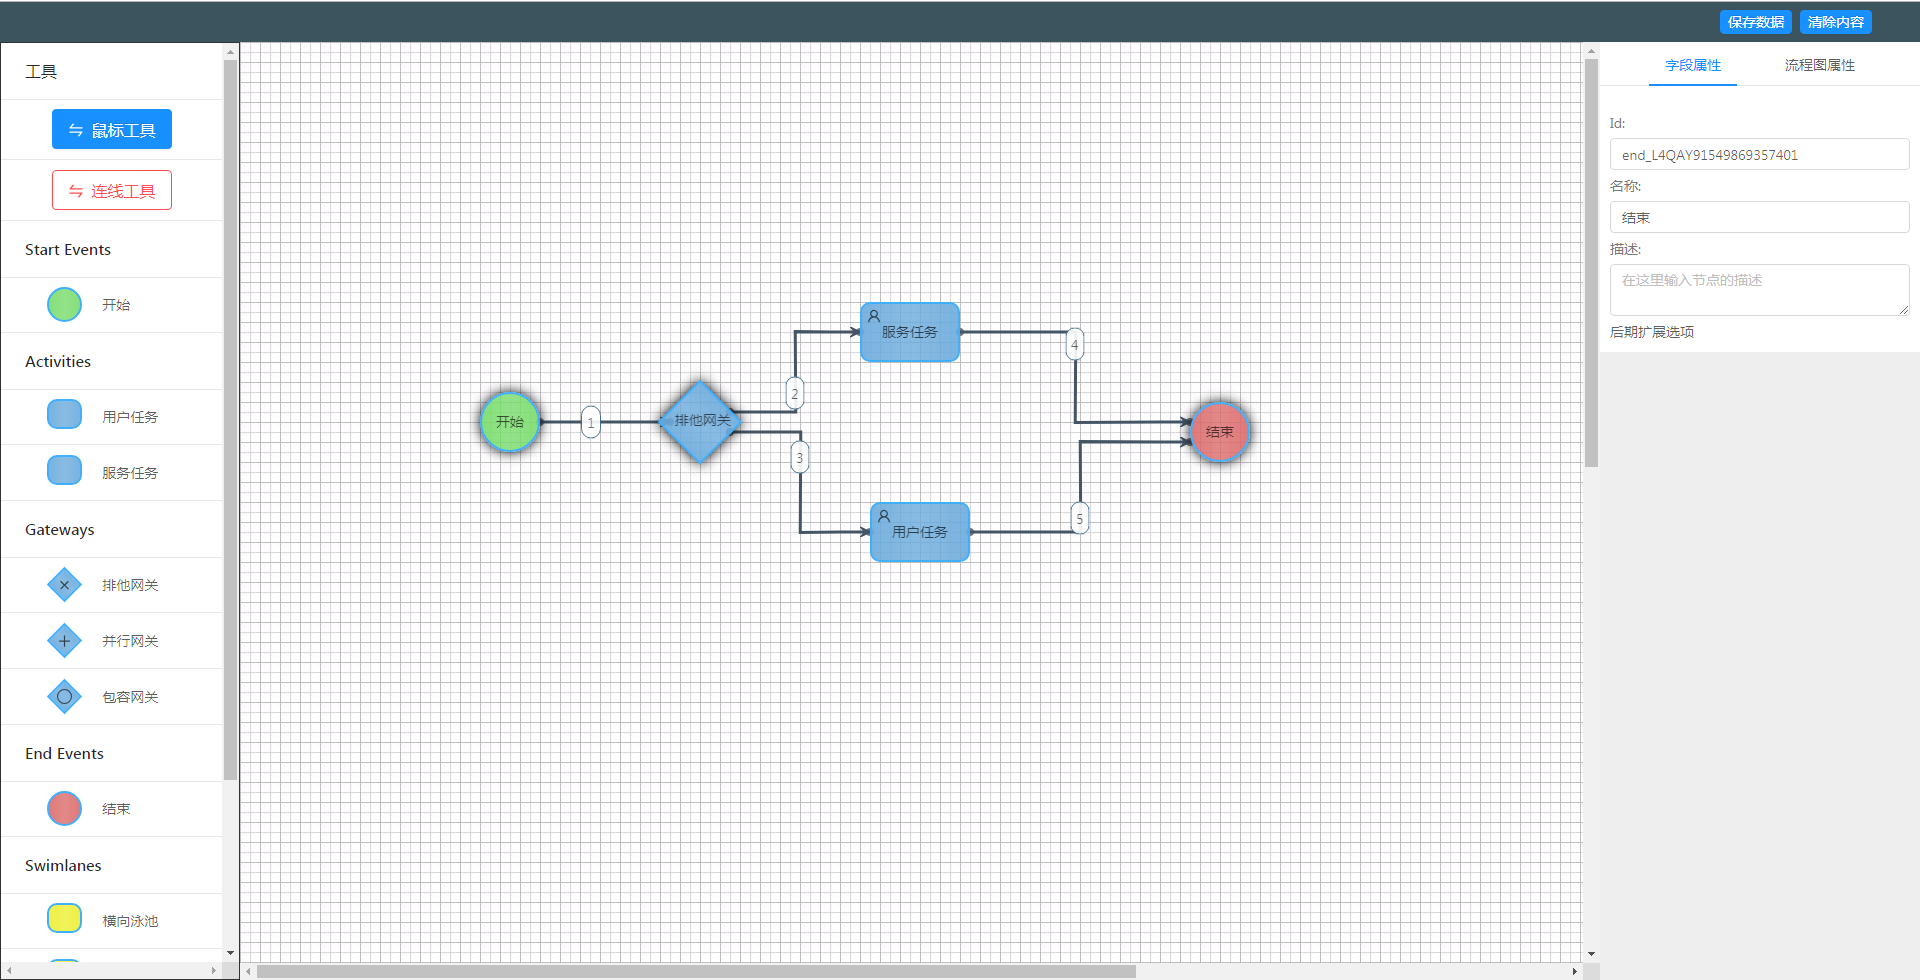 保存数据
清除内容
工具
鼠标工具
连线工具
Start Events
开始
Activities
用户任务
服务任务
Gateways
排他网关
并行网关
包容网关
End Events
结束
Swimlanes
横向泳池
开始
1
排他网关
2
3
服务任务
用户任务
4
5
结束
字段属性
流程图属性
Id:
end_L4QAY91549869357401
名称:
结束
描述:
在这里输入节点的描述
后期扩展选项